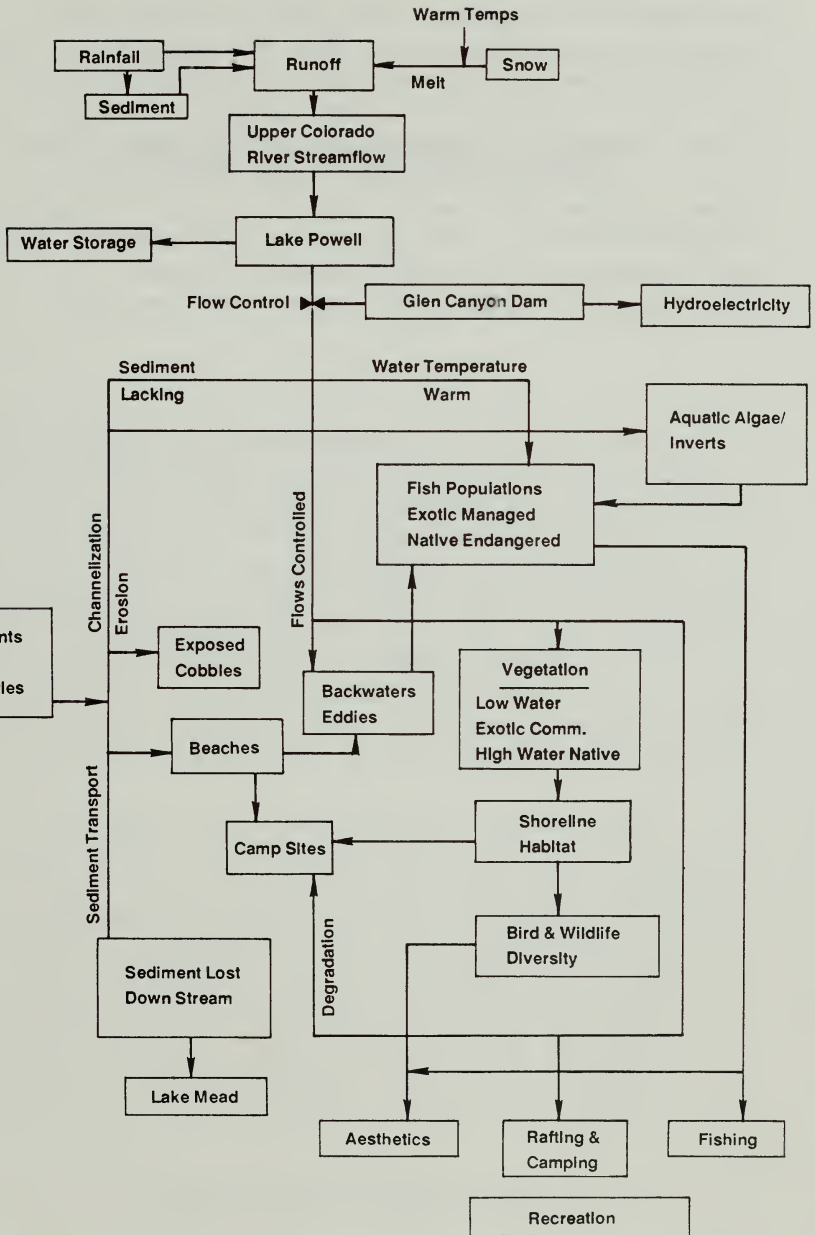 Warm Temps
Rainfall
Runoff
Snow
Melt
Sediment
Upper Colorado
River Streamflow
Water Storage
Lake Powell
Flow Control
Glen Canyon Dam
Hydroelectricity
Sediment
Water Temperature
Lacking
Warm
Aquatic Algae/
Inverts
Fish Populations
Exotic Managed
Native Endangered
Channelization
Erosion
Flows Controlled
Exposed
Cobbles
Backwaters
Eddies
Vegetation
Low Water
Exotic Comm.
High Water Native
Beaches
Sediment Transport
Camp Sites
Shoreline
Habitat
Sediment Lost
Down Stream
Degradation
Bird & Wildlife
Diversity
Lake Mead
Aesthetics
Rafting &
Camping
Fishing
Recreation